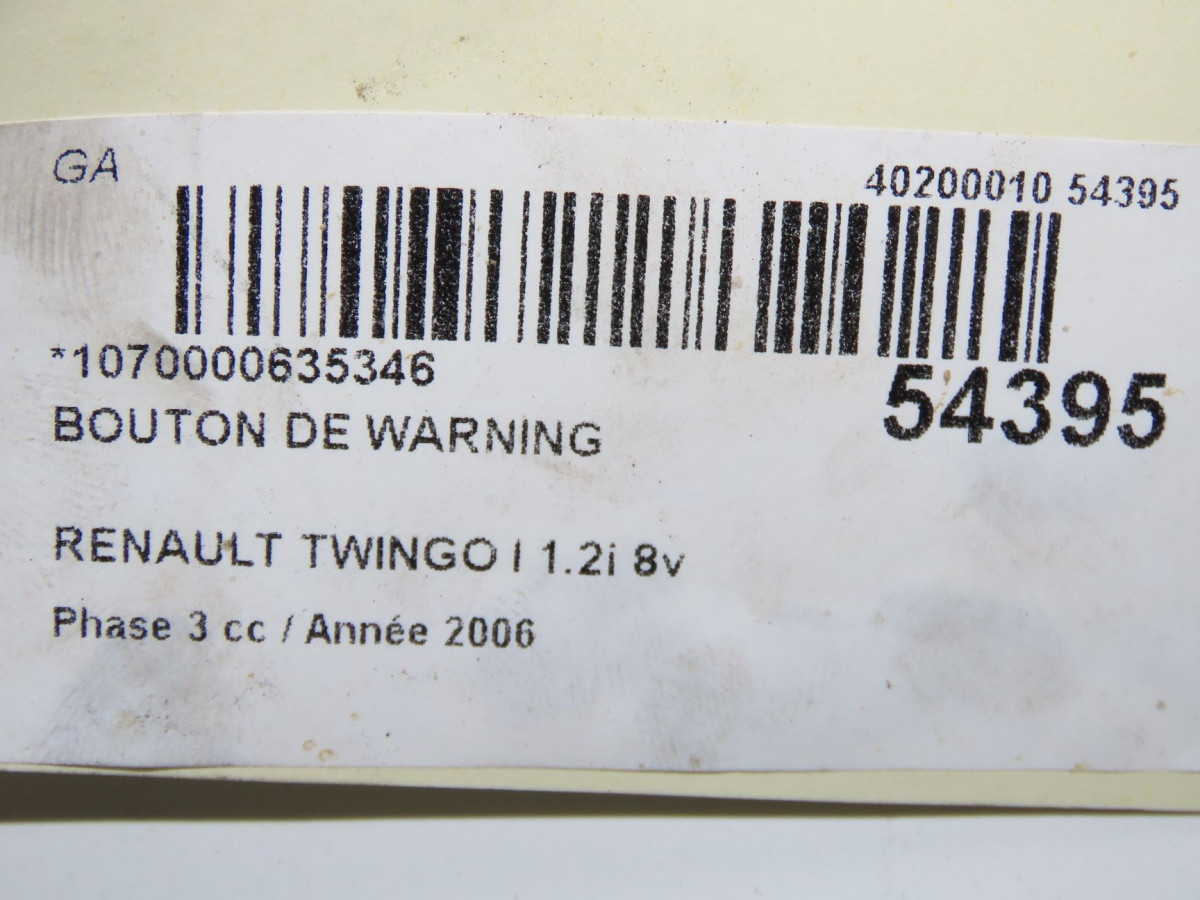 GA
40200010 54395
*1070000635346
54395
BOUTON DE WARNING
RENAULT TWINGO I 1.2i 8v
Phase 3 cc / Année 2006